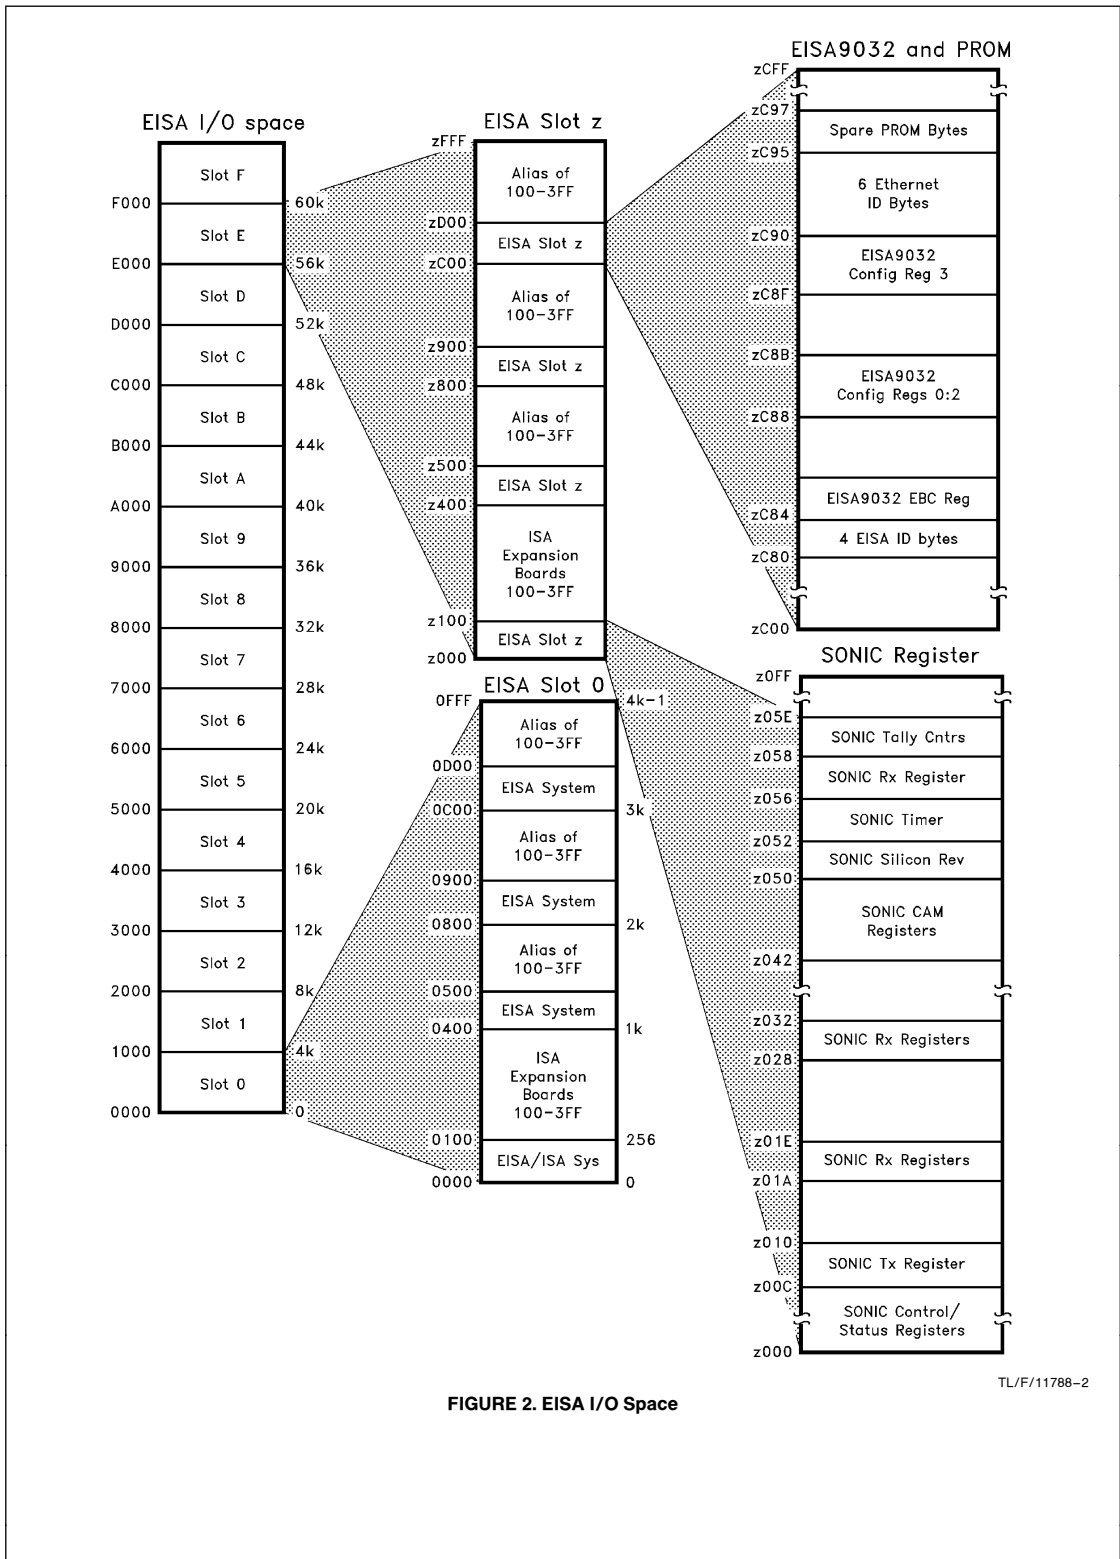 EISA I/O space
Slot F
F000
60k
Slot E
E000
56k
Slot D
D000
52k
Slot C
C000
48k
Slot B
B000
44k
Slot A
A000
40k
Slot 9
9000
36k
Slot 8
8000
32k
Slot 7
7000
28k
Slot 6
6000
24k
Slot 5
5000
20k
Slot 4
4000
16k
Slot 3
3000
12k
Slot 2
2000
8k
Slot 1
1000
4k
Slot 0
0000
0
EISA Slot z
zFFF
Alias of
100-3FF
zD00
EISA Slot z
zC00
Alias of
100-3FF
z900
EISA Slot z
z800
Alias of
100-3FF
z500
EISA Slot z
z400
ISA
Expansion
Boards
100-3FF
z100
EISA Slot z
z000
EISA Slot 0
0FFF
4k-1
Alias of
100-3FF
0D00
EISA System
0C00
3k
Alias of
100-3FF
0900
EISA System
0800
2k
Alias of
100-3FF
0500
EISA System
0400
1k
ISA
Expansion
Boards
100-3FF
0100
256
EISA/ISA Sys
0000
0
EISA9032 and PROM
zCFF
zC97
Spare PROM Bytes
zC95
6 Ethernet
ID Bytes
zC90
EISA9032
Config Reg 3
zC8F
zC8B
EISA9032
Config Regs 0:2
zC88
EISA9032 EBC Reg
zC84
4 EISA ID bytes
zC80
zC00
SONIC Register
z0FF
z05E
SONIC Tally Cntrs
z058
SONIC Rx Register
z056
SONIC Timer
z052
SONIC Silicon Rev
z050
SONIC CAM
Registers
z042
z032
SONIC Rx Registers
z028
z01E
SONIC Rx Registers
z01A
z010
SONIC Tx Register
z00C
SONIC Control/
Status Registers
z000
TL/F/11788-2
FIGURE 2. EISA I/O Space